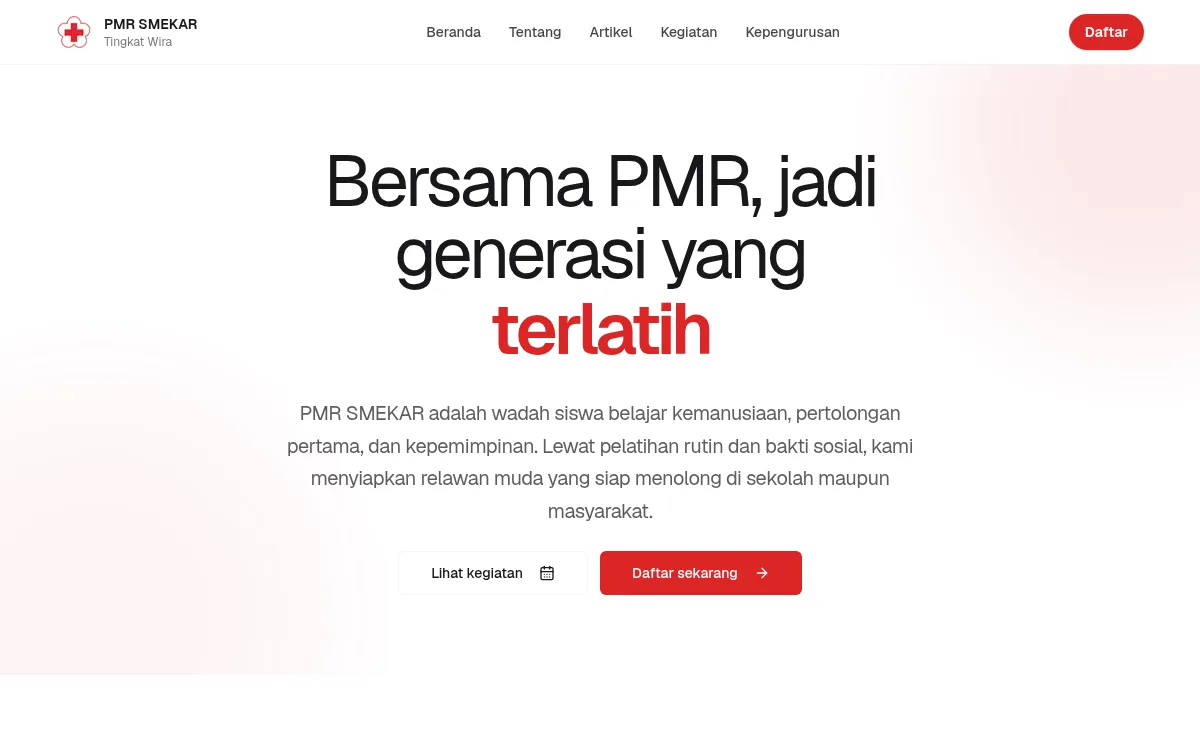 PMR SMEKAR
Tingkat Wira
Beranda
Tentang
Artikel
Kegiatan
Kepengurusan
Daftar
Bersama PMR, jadi
generasi yang
terlatih
PMR SMEKAR adalah wadah siswa belajar kemanusiaan, pertolongan
pertama, dan kepemimpinan. Lewat pelatihan rutin dan bakti sosial, kami
menyiapkan relawan muda yang siap menolong di sekolah maupun
masyarakat.
Lihat kegiatan
Daftar sekarang